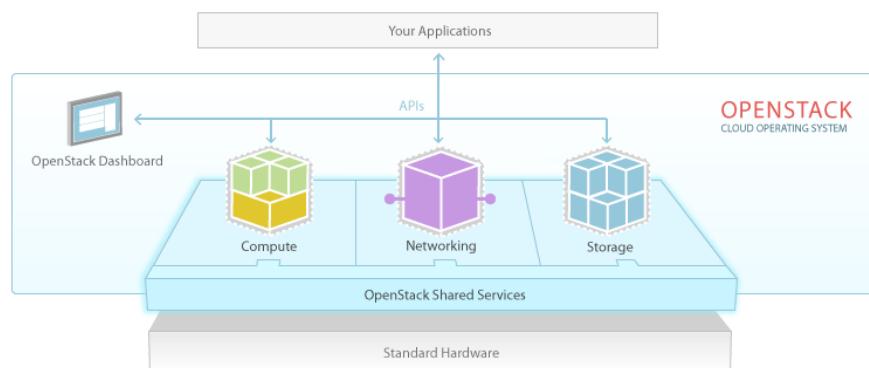 Your Applications
APIs
OPENSTACK
CLOUD OPERATING SYSTEM
OpenStack Dashboard
Compute
Networking
Storage
OpenStack Shared Services
Standard Hardware